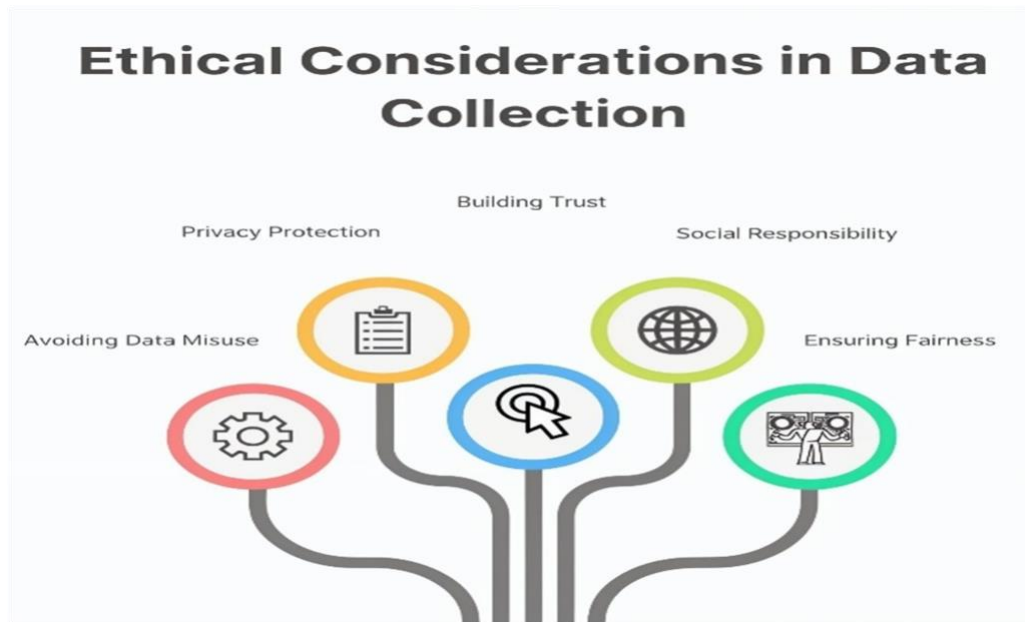 Ethical Considerations in Data
Collection
Building Trust
Privacy Protection
Social Responsibility
Avoiding Data Misuse
Ensuring Fairness